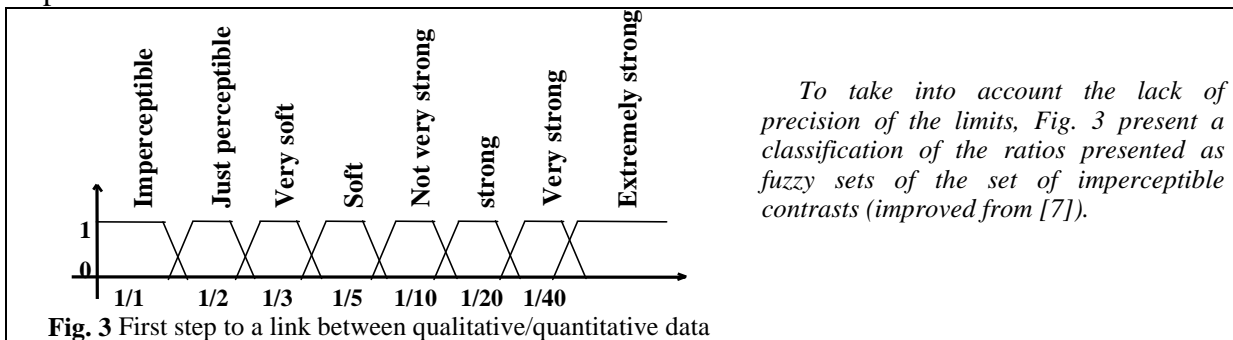 Imperceptible
Just perceptible
Very soft
Soft
Not very strong
strong
Very strong
Extremely strong
1
0
1/1 1/2 1/3 1/5 1/10 1/20 1/40
Fig. 3 First step to a link between qualitative/quantitative data
To take into account the lack of
precision of the limits, Fig. 3 present a
classification of the ratios presented as
fuzzy sets of the set of imperceptible
contrasts (improved from [7]).